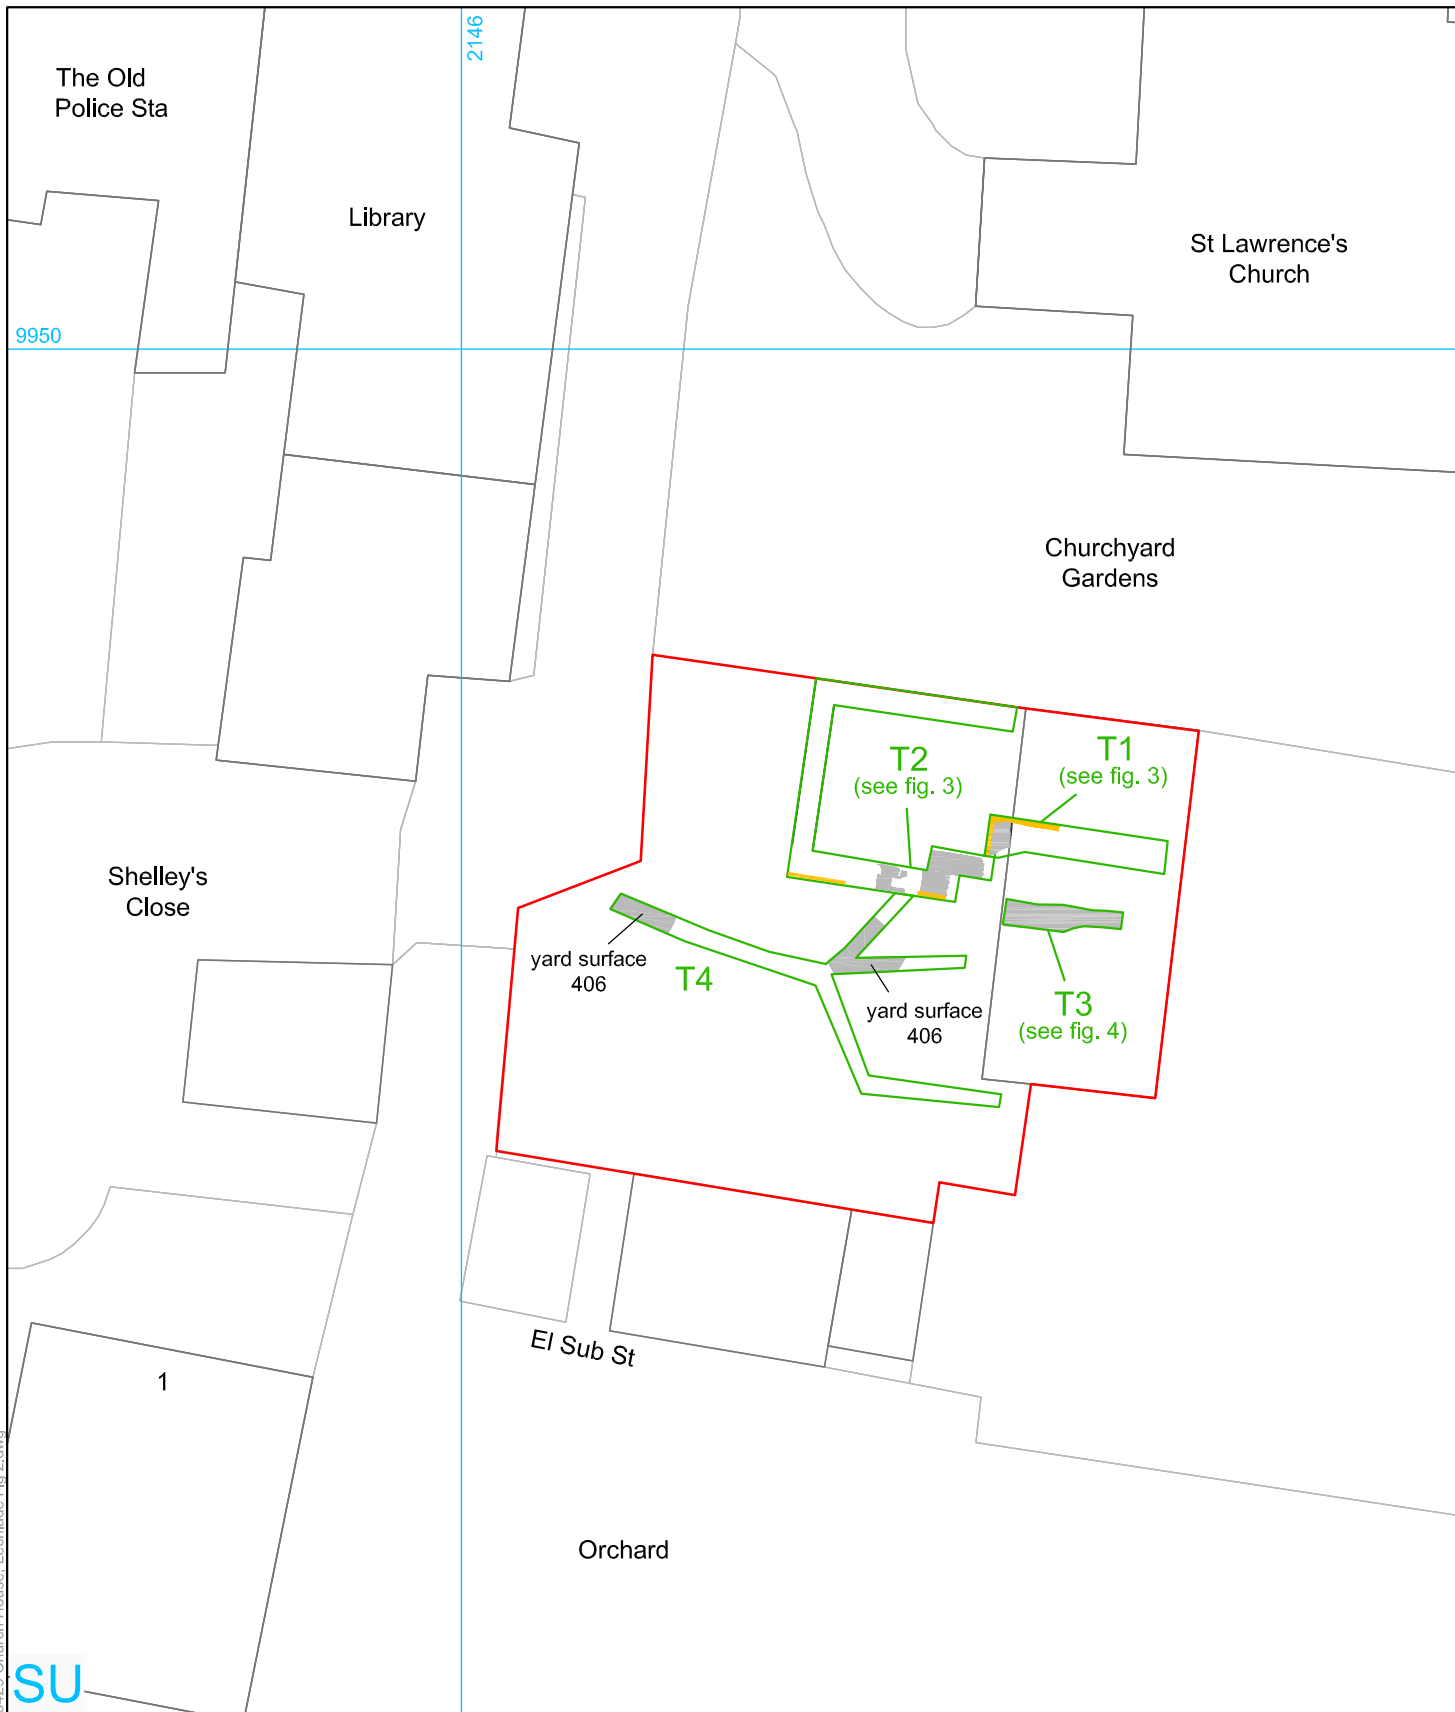 The Old
Police Sta
2146
Library
St Lawrence's
Church
9950
Churchyard
Gardens
T2
(see fig. 3)
T1
(see fig. 3)
Shelley's
Close
yard surface
406
T4
yard surface
406
T3
(see fig. 4)
El Sub St
1
Orchard
SU